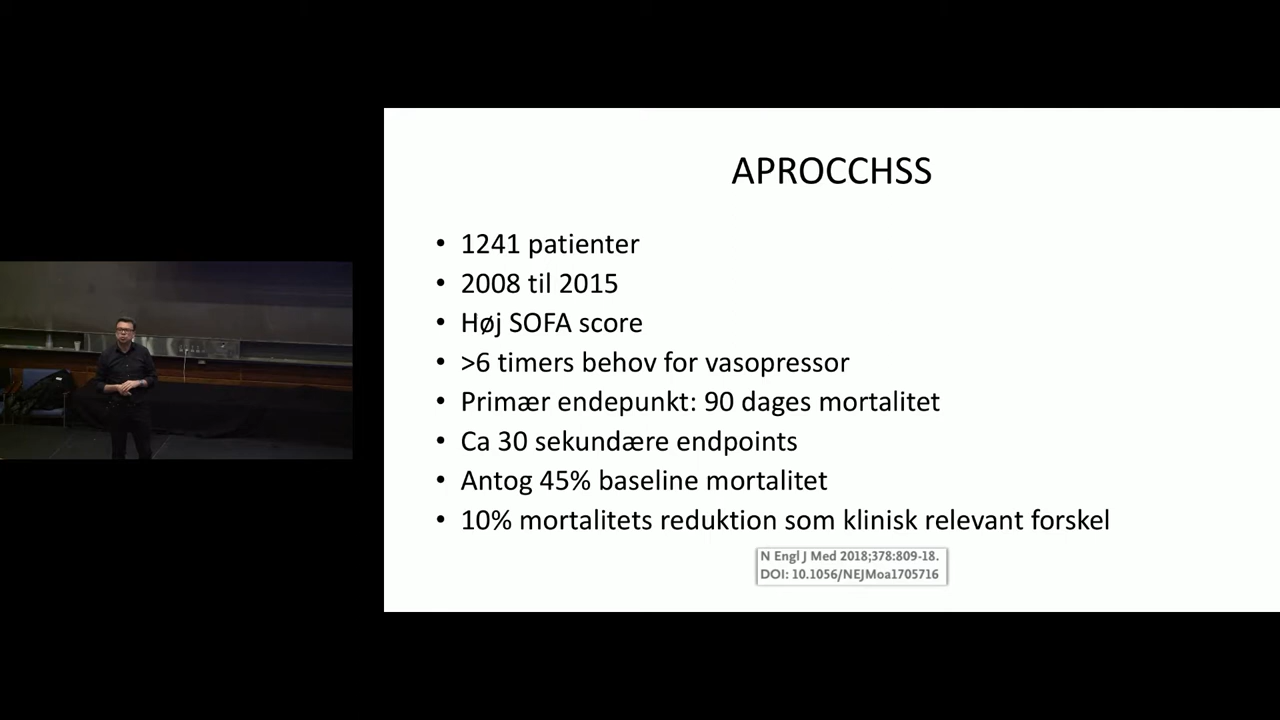 APROCCHSS
• 1241 patienter
• 2008 til 2015
• Høj SOFA score
• >6 timers behov for vasopressor
• Primær endepunkt: 90 dages mortalitet
• Ca 30 sekundære endpoints
• Antog 45% baseline mortalitet
• 10% mortalitets reduktion som klinisk relevant forskel
N Engl J Med 2018;378:809-18.
DOI: 10.1056/NEJMoa1705716